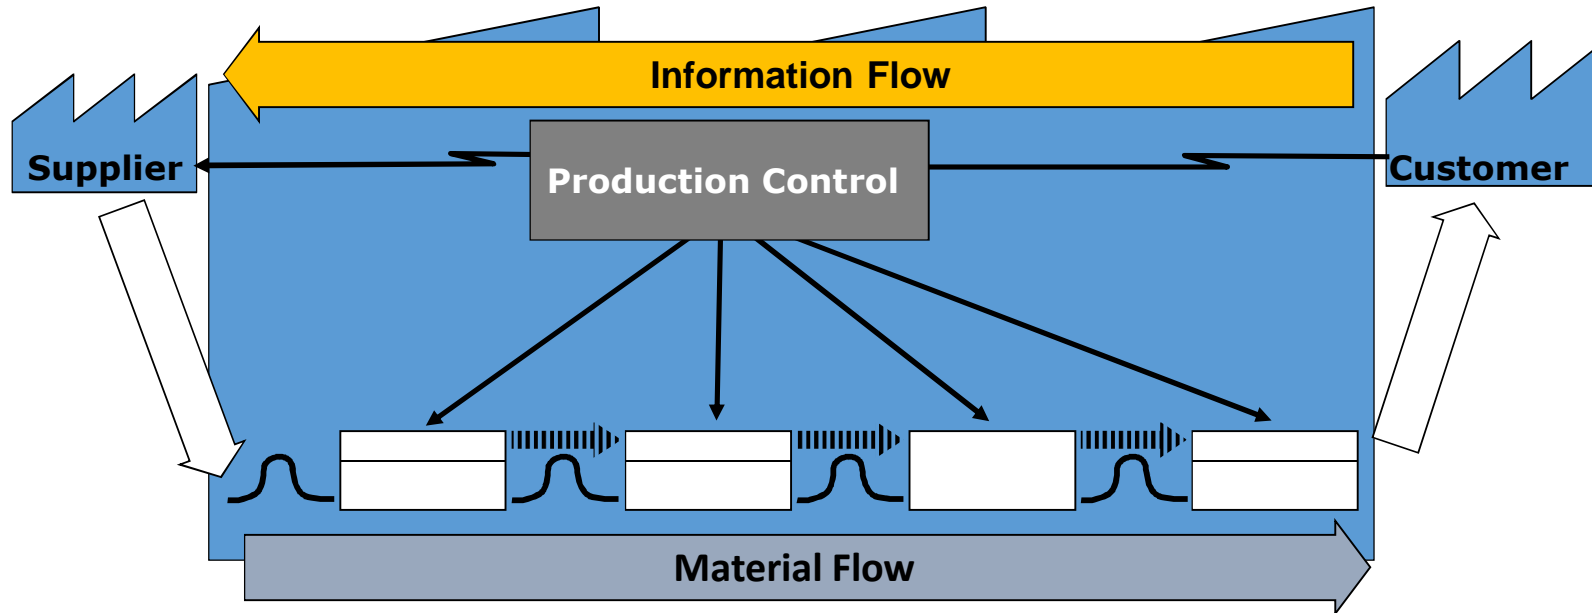 Information Flow
Supplier
Production Control
Customer
Material Flow